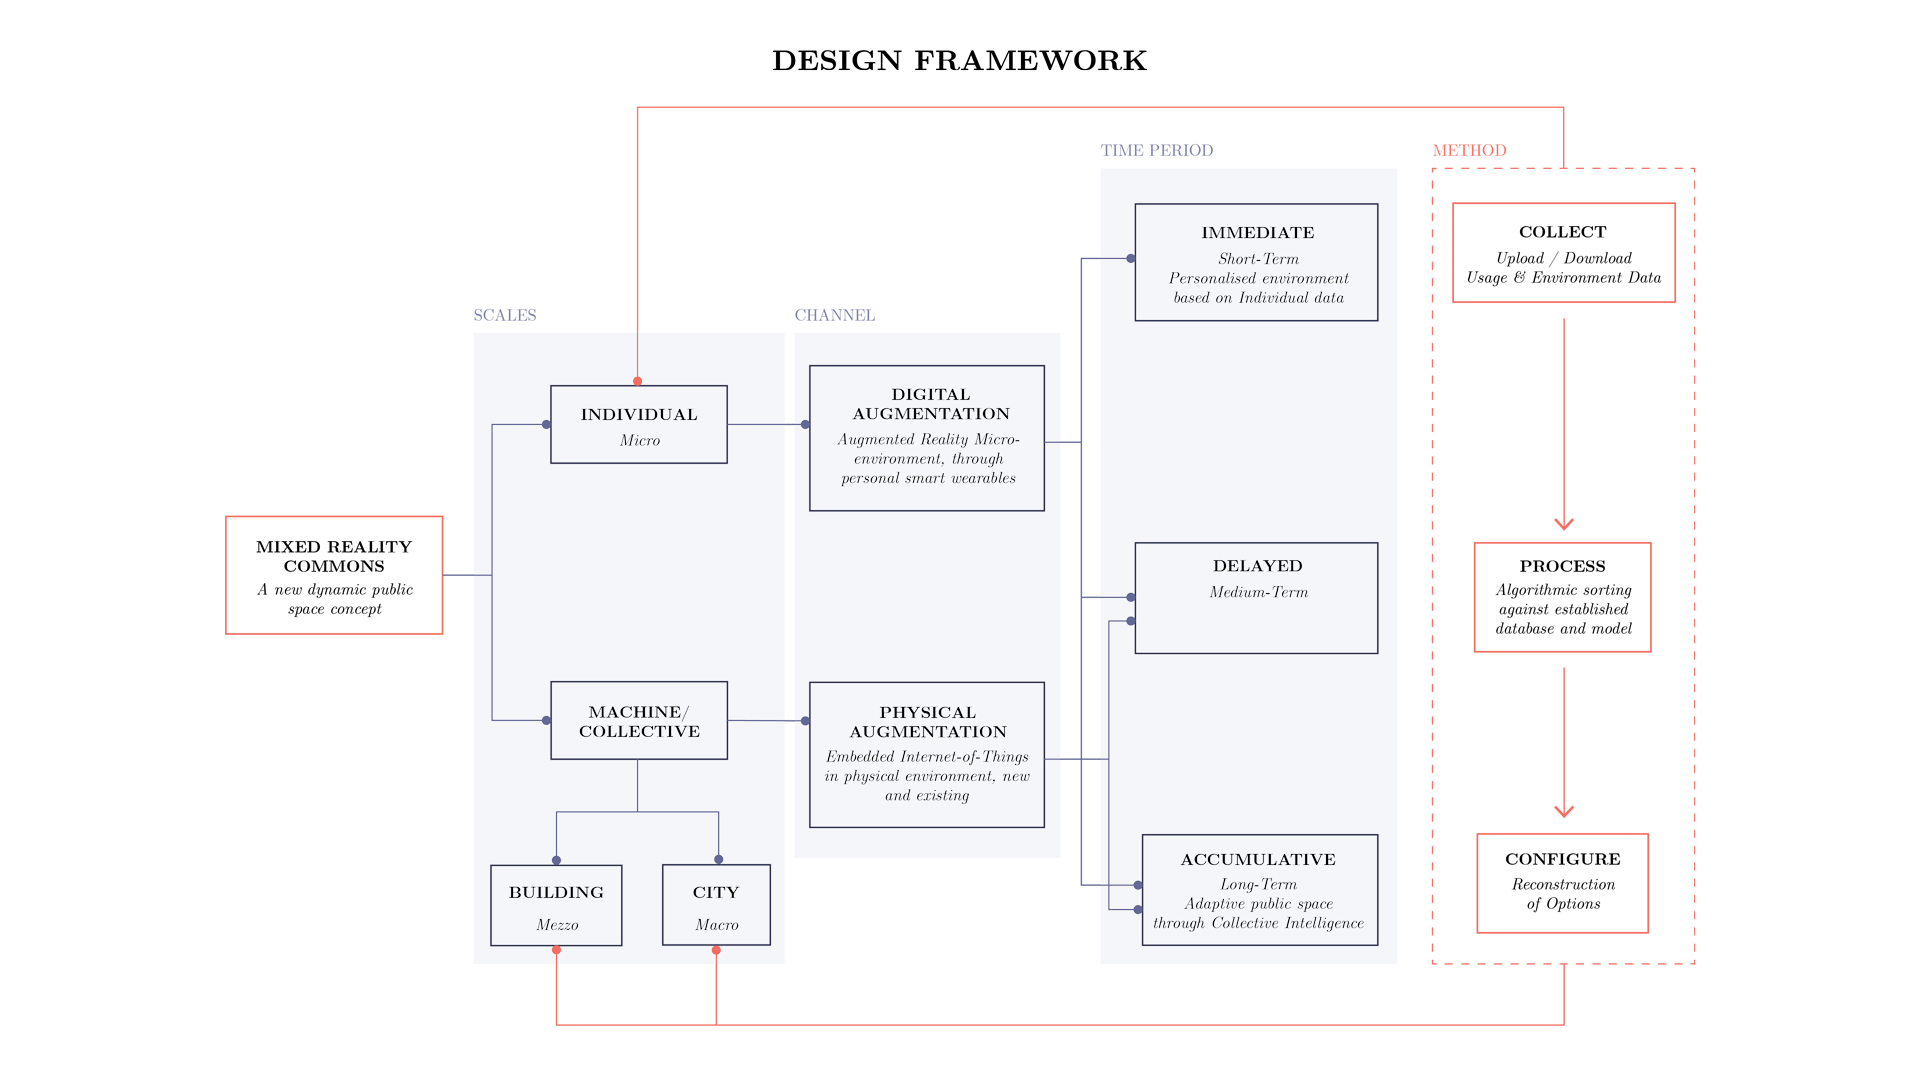 DESIGN FRAMEWORK
MIXED REALITY
COMMONS
A new dynamic public
space concept
SCALES
INDIVIDUAL
Micro
MACHINE/
COLLECTIVE
BUILDING
Mezzo
CITY
Macro
CHANNEL
DIGITAL
AUGMENTATION
Augmented Reality Micro-
environment, through
personal smart wearables
PHYSICAL
AUGMENTATION
Embedded Internet-of-Things
in physical environment, new
and existing
TIME PERIOD
IMMEDIATE
Short-Term
Personalised environment
based on Individual data
DELAYED
Medium-Term
ACCUMULATIVE
Long-Term
Adaptive public space
through Collective Intelligence
METHOD
COLLECT
Upload / Download
Usage & Environment Data
PROCESS
Algorithmic sorting
against established
database and model
CONFIGURE
Reconstruction
of Options